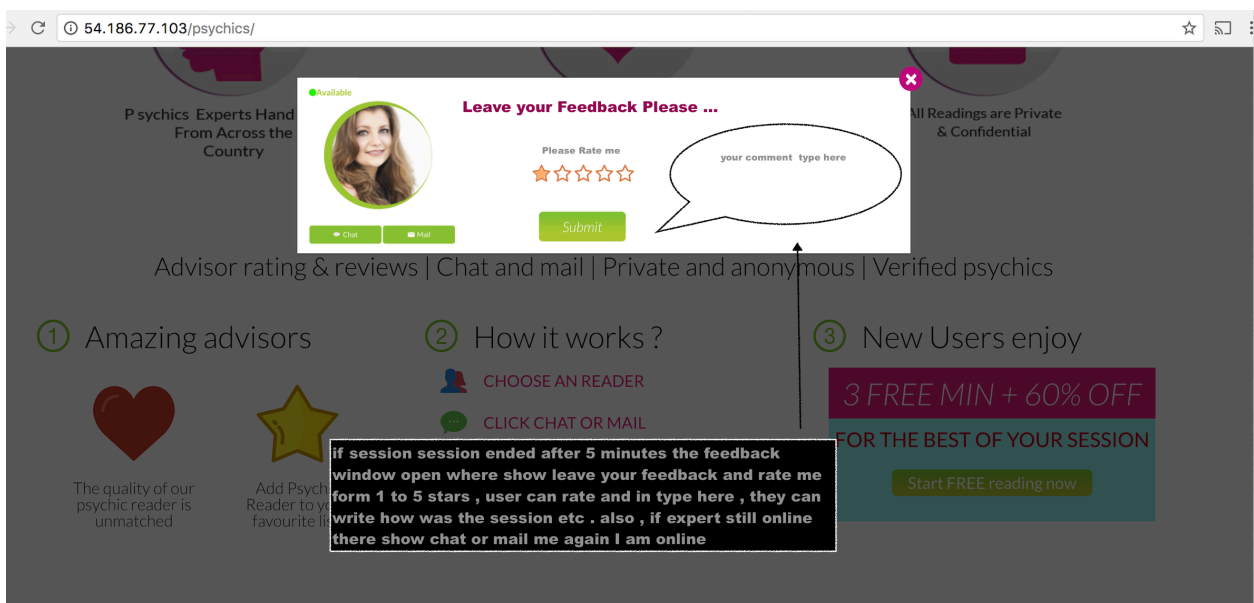 54.186.77.103/psychics/
Available
Leave your Feedback Please ...
Please Rate me
your comment type here
Submit
Chat
Mail
P sychics Experts Hand
From Across the
Country
All Readings are Private
& Confidential
Advisor rating & reviews | Chat and mail | Private and anonymous | Verified psychics
1 Amazing advisors
The quality of our
psychic reader is
unmatched
Add Psych
Reader to yo
favourite li
2 How it works ?
CHOOSE AN READER
CLICK CHAT OR MAIL
3 New Users enjoy
3 FREE MIN + 60% OFF
FOR THE BEST OF YOUR SESSION
Start FREE reading now
if session session ended after 5 minutes the feedback
window open where show leave your feedback and rate me
form 1 to 5 stars , user can rate and in type here , they can
write how was the session etc . also , if expert still online
there show chat or mail me again I am online